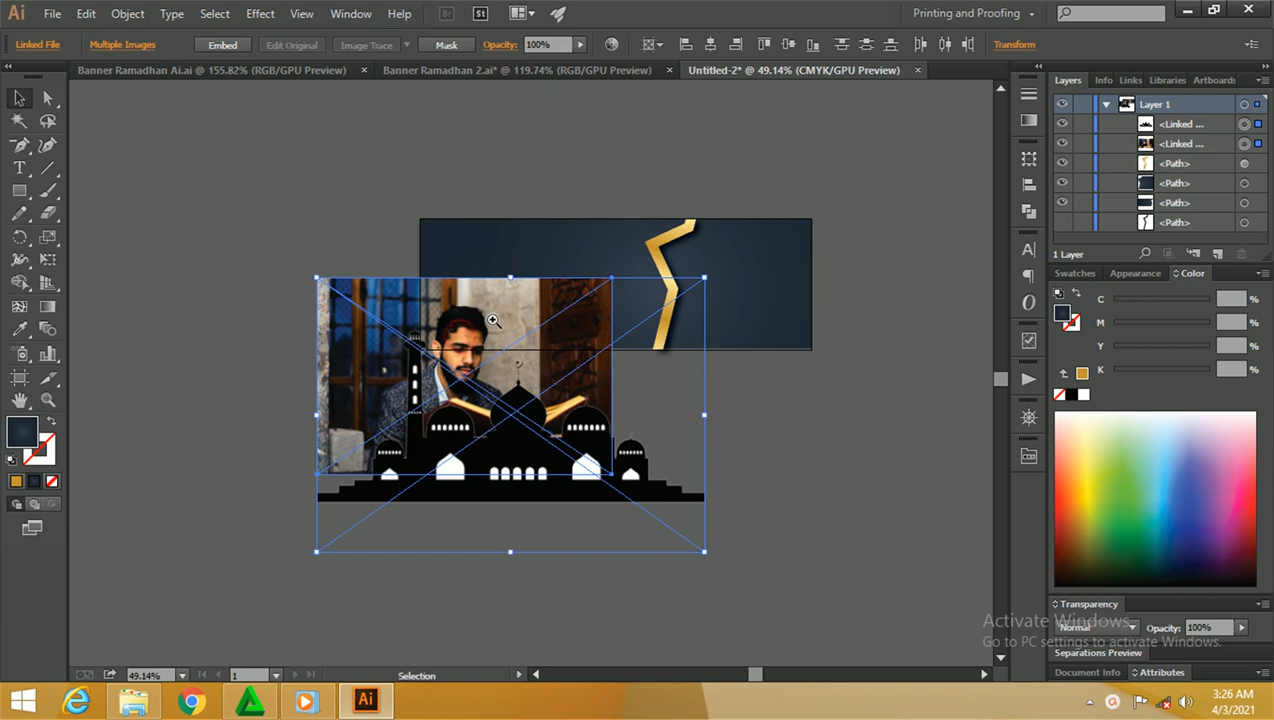 Ai File Edit Object Type Select Effect View Window Help Br St Printing and Proofing
Linked File Multiple Images Embed Edit Original Image Trace Mask Opacity: 100% Transform
Banner Ramadhan Ai.ai @ 155.82% (RGB/GPU Preview) × Banner Ramadhan 2.ai* @ 119.74% (RGB/GPU Preview) × Untitled-2* @ 49.14% (CMYK/GPU Preview) ×
Layers Info Links Libraries Artboards
Layer 1
<Linked ...
<Linked ...
<Path>
<Path>
<Path>
<Path>
1 Layer
Swatches Appearance Color
C %
M %
Y %
K %
Transparency
Normal Opacity: 100%
Separations Preview
Document Info Attributes
Activate Windows
Go to PC settings to activate Windows.
49.14% 1 Selection
Ai
3:26 AM
4/3/2021